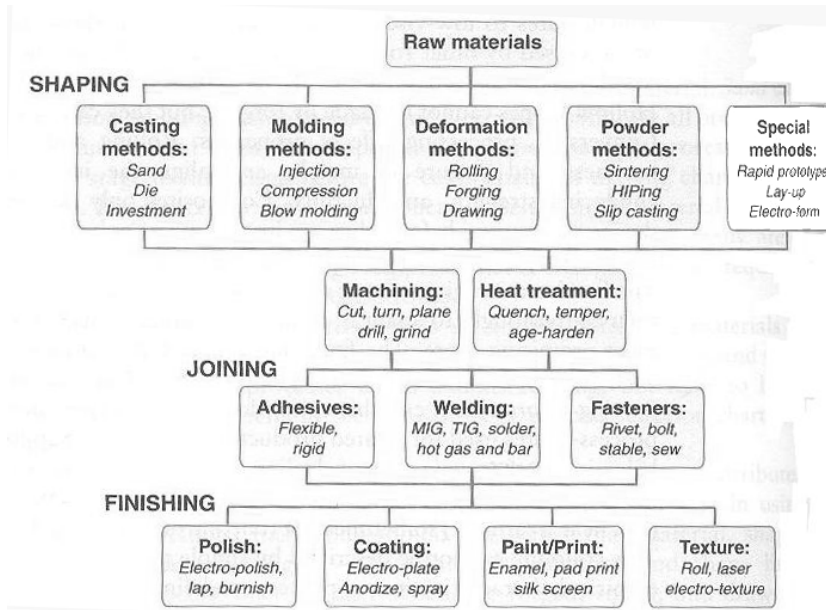 Raw materials
SHAPING
Casting
methods:
Sand
Die
Investment
Molding
methods:
Injection
Compression
Blow molding
Deformation
methods:
Rolling
Forging
Drawing
Powder
methods:
Sintering
HIPing
Slip casting
Special
methods:
Rapid prototype
Lay-up
Electro-form
Machining:
Cut, turn, plane
drill, grind
Heat treatment:
Quench, temper,
age-harden
JOINING
Adhesives:
Flexible,
rigid
Welding:
MIG, TIG, solder,
hot gas and bar
Fasteners:
Rivet, bolt,
stable, sew
FINISHING
Polish:
Electro-polish,
lap, burnish
Coating:
Electro-plate
Anodize, spray
Paint/Print:
Enamel, pad print
silk screen
Texture:
Roll, laser
electro-texture